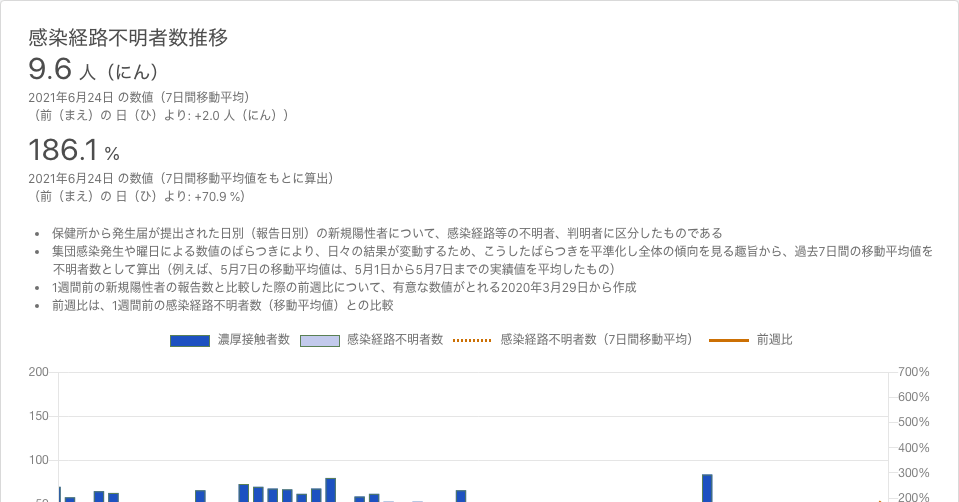 感染経路不明者数推移
9.6 人（にん）
2021年6月24日 の数値（7日間移動平均）
（前（まえ）の 日（ひ）より: +2.0 人（にん））
186.1 %
2021年6月24日 の数値（7日間移動平均値をもとに算出）
（前（まえ）の 日（ひ）より: +70.9 %）
• 保健所から発生届が提出された日別（報告日別）の新規陽性者について、感染経路等の不明者、判明者に区分したものである
• 集団感染発生や曜日による数値のばらつきにより、日々の結果が変動するため、こうしたばらつきを平準化し全体の傾向を見る趣旨から、過去7日間の移動平均値を
不明者数として算出（例えば、5月7日の移動平均値は、5月1日から5月7日までの実績値を平均したもの）
• 1週間前の新規陽性者の報告数と比較した際の前週比について、有意な数値がとれる2020年3月29日から作成
• 前週比は、1週間前の感染経路不明者数（移動平均値）との比較
濃厚接触者数 感染経路不明者数 感染経路不明者数（7日間移動平均） 前週比
200 700%
600%
150 500%
400%
100 300%
50 200%